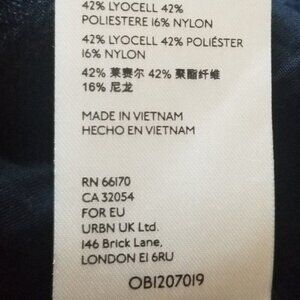 42% LYOCELL 42%
POLIESTERE 16% NYLON
42% LYOCELL 42% POLIÉSTER
16% NYLON
42% 莱赛尔 42% 聚酯纤维
16% 尼龙
MADE IN VIETNAM
HECHO EN VIETNAM
RN 66170
CA 32054
FOR EU
URBN UK Ltd.
146 Brick Lane,
LONDON E1 6RU
OB1207019